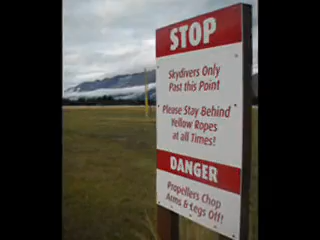 STOP
Skydivers Only
Past this Point
Please Stay Behind
Yellow Ropes
at all Times!
DANGER
Propellers Chop
Arms & Legs Off!